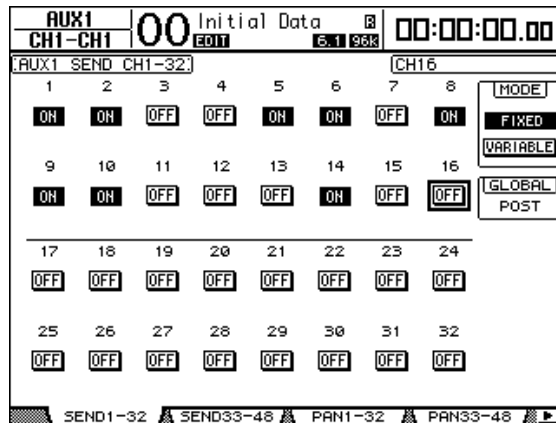 AUX1
CH1-CH1
00
Initial Data
EDIT
6.1 96k
00:00:00.00
AUX1 SEND CH1-32
CH16
1 2 3 4 5 6 7 8
ON ON OFF OFF ON ON OFF ON
MODE
FIXED
VARIABLE
9 10 11 12 13 14 15 16
ON ON OFF OFF OFF ON OFF OFF
GLOBAL
POST
17 18 19 20 21 22 23 24
OFF OFF OFF OFF OFF OFF OFF OFF
25 26 27 28 29 30 31 32
OFF OFF OFF OFF OFF OFF OFF OFF
SEND1-32 SEND33-48 PAN1-32 PAN33-48